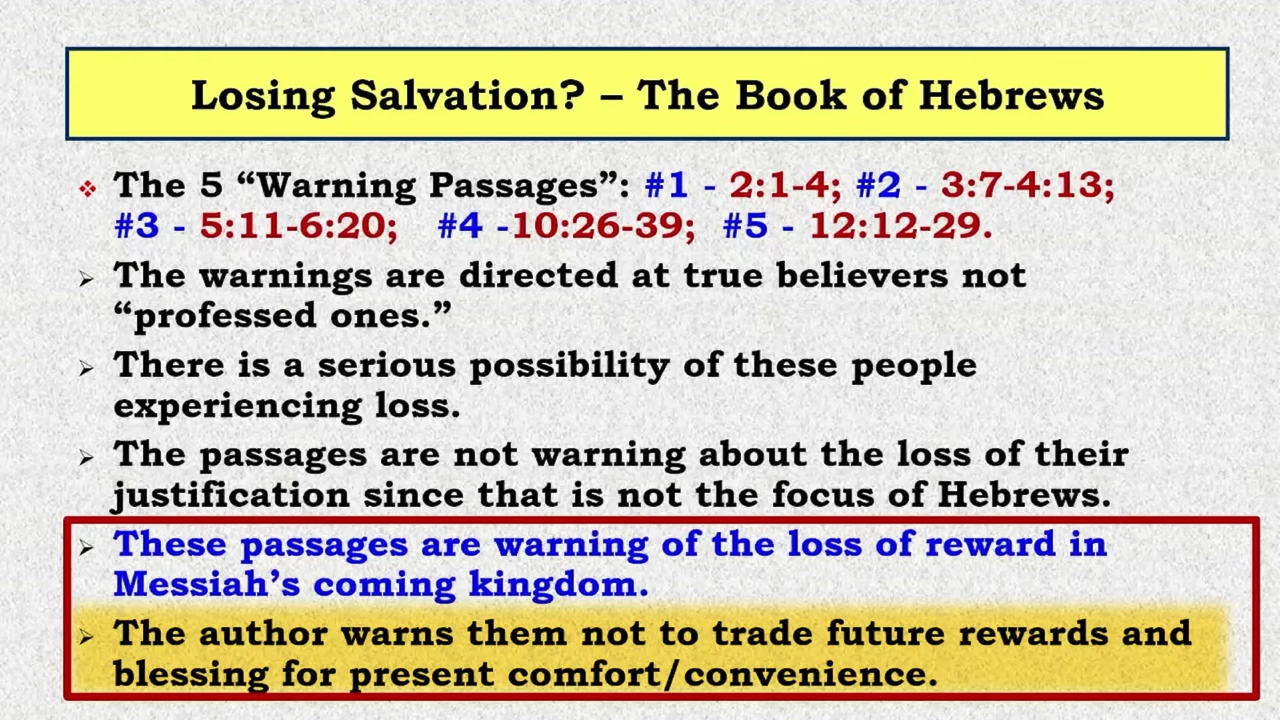 Losing Salvation? – The Book of Hebrews
❖ The 5 “Warning Passages”: #1 - 2:1-4; #2 - 3:7-4:13;
#3 - 5:11-6:20; #4 -10:26-39; #5 - 12:12-29.
➢ The warnings are directed at true believers not
“professed ones.”
➢ There is a serious possibility of these people
experiencing loss.
➢ The passages are not warning about the loss of their
justification since that is not the focus of Hebrews.
➢ These passages are warning of the loss of reward in
Messiah’s coming kingdom.
➢ The author warns them not to trade future rewards and
blessing for present comfort/convenience.